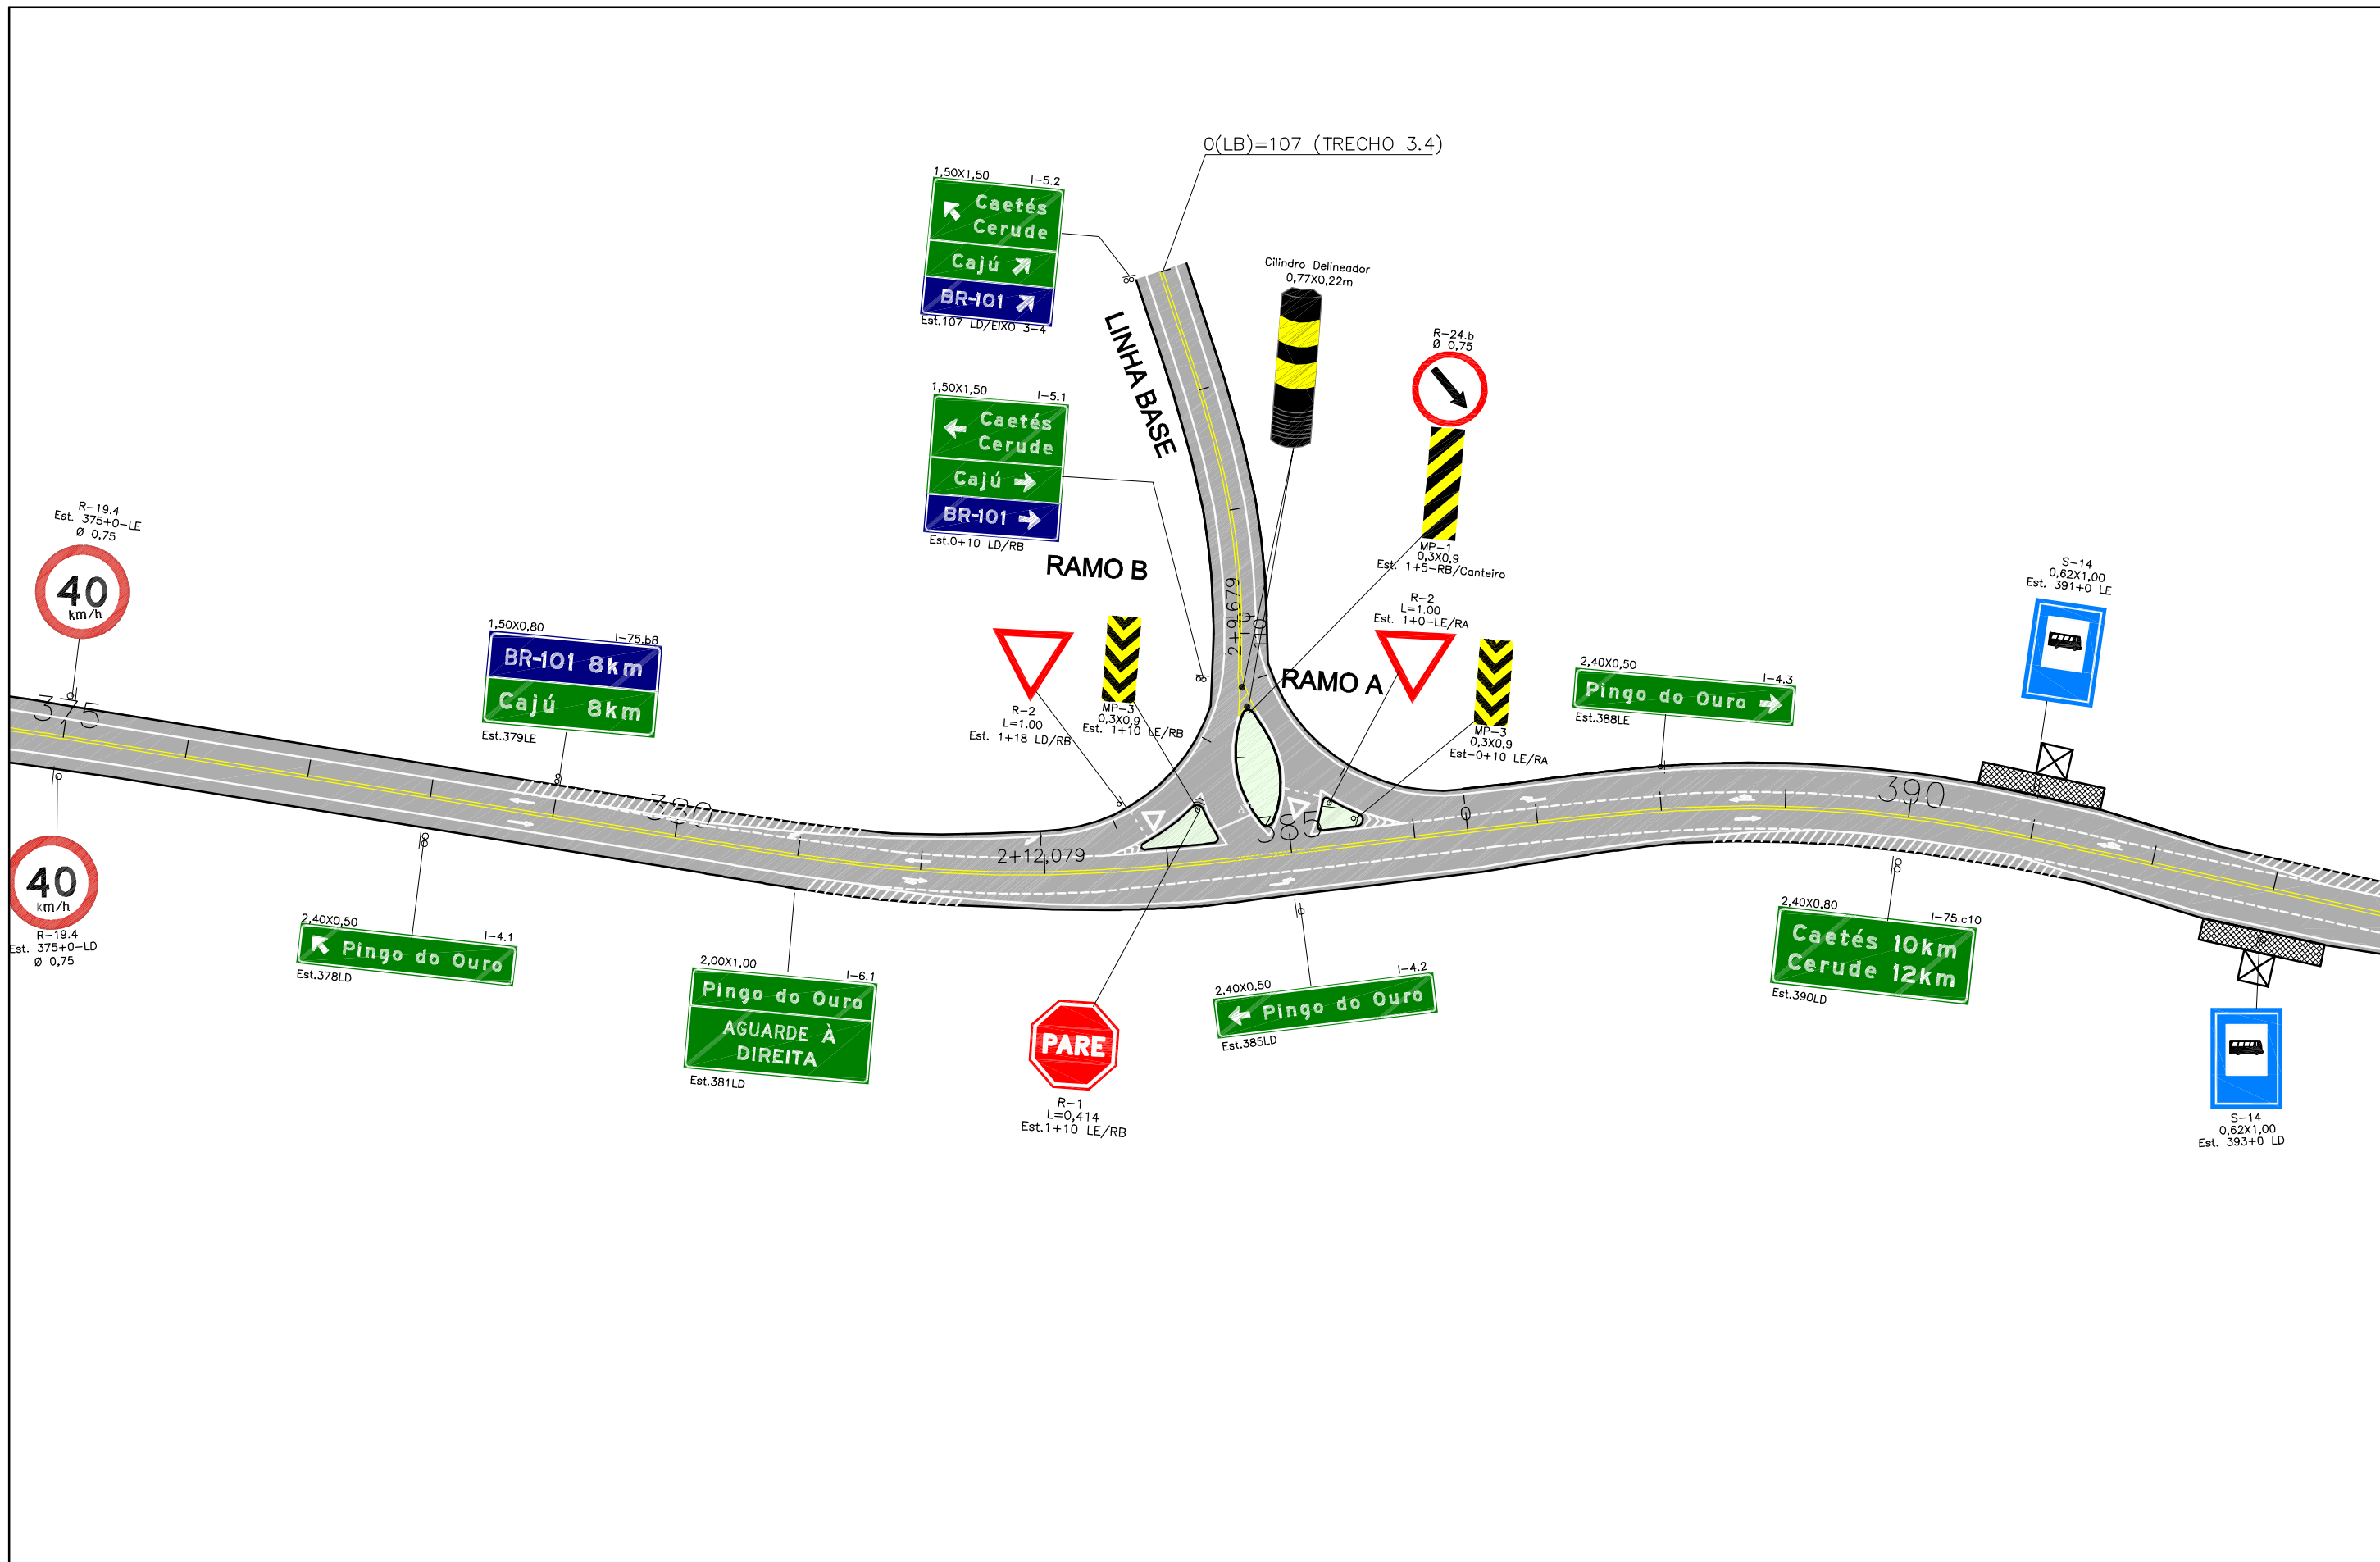 0(LB)=107 (TRECHO 3.4)
1,50X1,50
I-5.2
Caetés
Cerude
Cajú
BR-101
Est.107 LD/EIXO 3-4
LINHA BASE
Cilindro Delineador
0,77X0,22m
R-24.b
Ø 0,75
MP-1
0,3X0,9
Est. 1+5-RB/Canteiro
1,50X1,50
I-5.1
Caetés
Cerude
Cajú
BR-101
Est.0+10 LD/RB
RAMO B
R-19.4
Est. 375+0-LE
Ø 0,75
40
km/h
375
1,50X0,80
I-75.b8
BR-101 8km
Cajú 8km
Est.379LE
380
R-2
L=1.00
Est. 1+18 LD/RB
MP-3
0,3X0,9
Est. 1+10 LE/RB
2+9,679
0
110
RAMO A
R-2
L=1.00
Est. 1+0-LE/RA
MP-3
0,3X0,9
Est-0+10 LE/RA
2,40X0,50
I-4.3
Pingo do Ouro
Est.388LE
S-14
0,62X1,00
Est. 391+0 LE
390
0
385
2+12,079
40
km/h
R-19.4
Est. 375+0-LD
Ø 0,75
2,40X0,50
I-4.1
Pingo do Ouro
Est.378LD
2,00X1,00
I-6.1
Pingo do Ouro
AGUARDE À
DIREITA
Est.381LD
PARE
R-1
L=0,414
Est.1+10 LE/RB
2,40X0,50
I-4.2
Pingo do Ouro
Est.385LD
2,40X0,80
I-75.c10
Caetés 10km
Cerude 12km
Est.390LD
S-14
0,62X1,00
Est. 393+0 LD